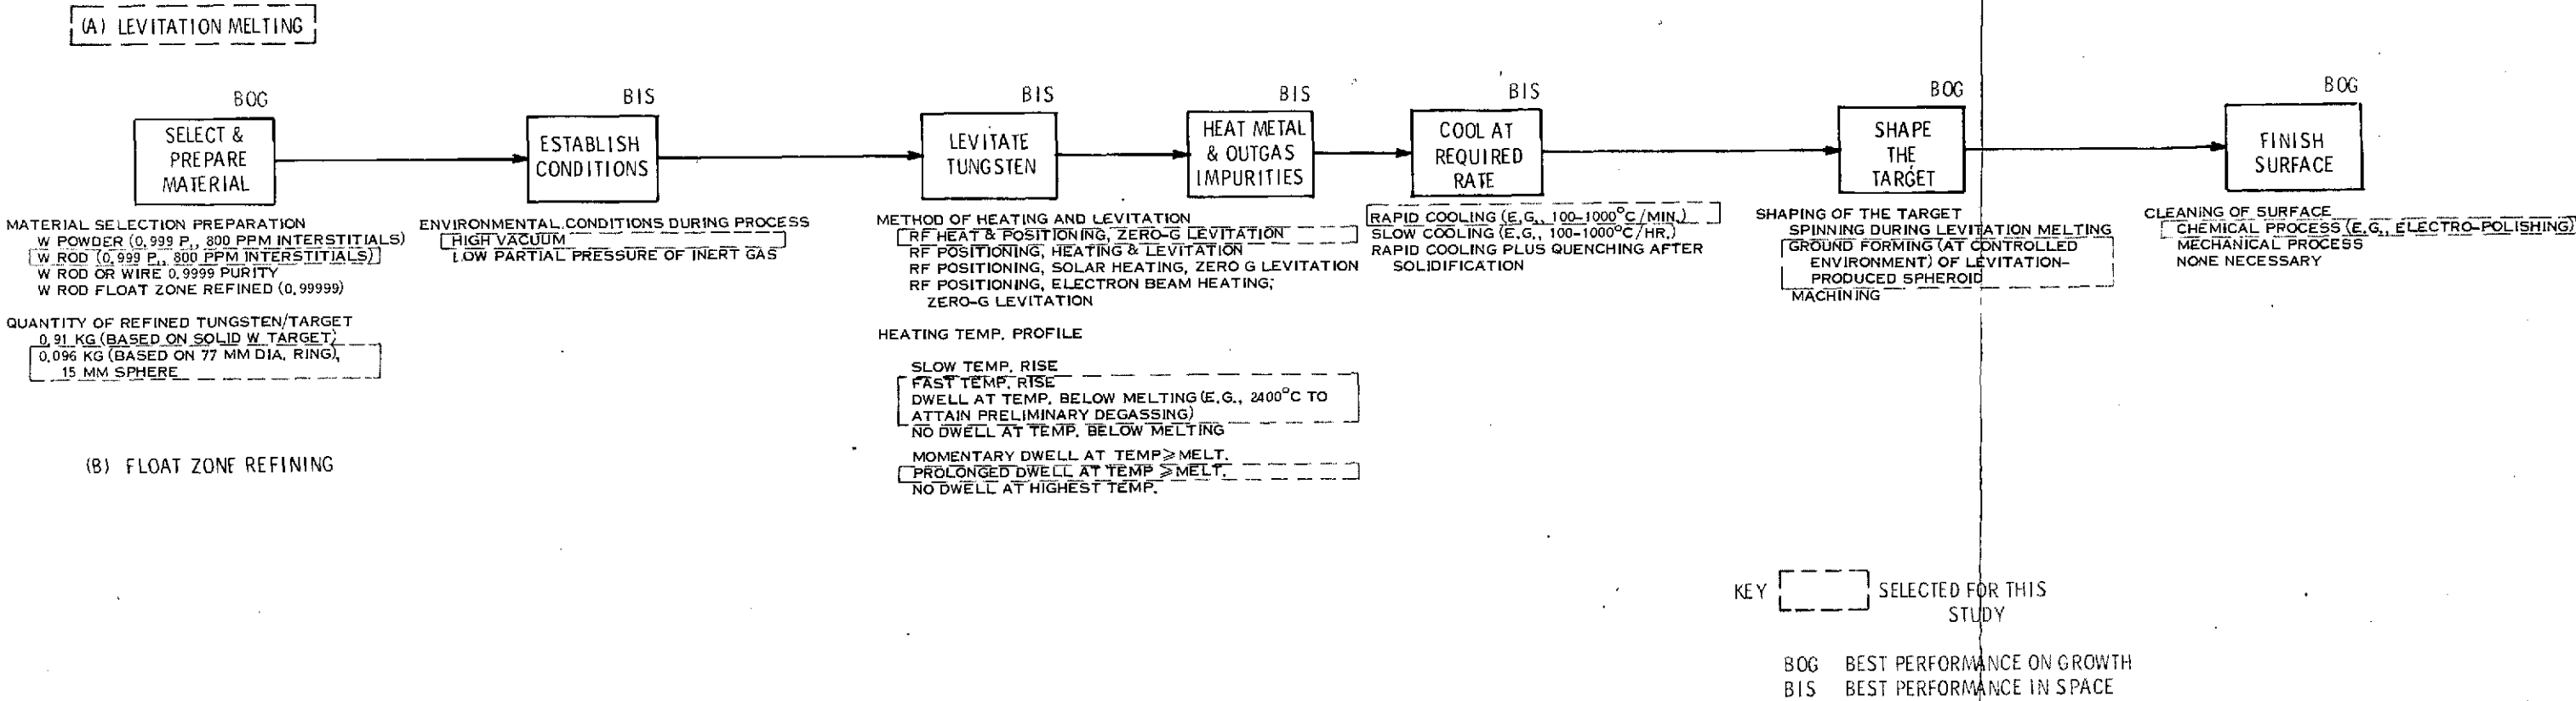 (A) LEVITATION MELTING
BOG
SELECT &
PREPARE
MATERIAL
MATERIAL SELECTION PREPARATION
W POWDER (0.999 P., 800 PPM INTERSTITIALS)
W ROD (0.999 P., 800 PPM INTERSTITIALS)
W ROD OR WIRE 0.9999 PURITY
W ROD FLOAT ZONE REFINED (0.99999)
QUANTITY OF REFINED TUNGSTEN/TARGET
0.91 KG (BASED ON SOLID W TARGET)
0.096 KG (BASED ON 77 MM DIA. RING),
15 MM SPHERE
BIS
ESTABLISH
CONDITIONS
ENVIRONMENTAL CONDITIONS DURING PROCESS
HIGH VACUUM
LOW PARTIAL PRESSURE OF INERT GAS
BIS
LEVITATE
TUNGSTEN
METHOD OF HEATING AND LEVITATION
RF HEAT & POSITIONING, ZERO-G LEVITATION
RF POSITIONING, HEATING & LEVITATION
RF POSITIONING, SOLAR HEATING, ZERO G LEVITATION
RF POSITIONING, ELECTRON BEAM HEATING;
ZERO-G LEVITATION
HEATING TEMP. PROFILE
SLOW TEMP. RISE
FAST TEMP. RISE
DWELL AT TEMP. BELOW MELTING (E.G., 2400°C TO
ATTAIN PRELIMINARY DEGASSING)
NO DWELL AT TEMP. BELOW MELTING
MOMENTARY DWELL AT TEMP ⩾ MELT.
PROLONGED DWELL AT TEMP ⩾ MELT.
NO DWELL AT HIGHEST TEMP.
BIS
HEAT METAL
& OUTGAS
IMPURITIES
BIS
COOL AT
REQUIRED
RATE
RAPID COOLING (E.G., 100-1000°C/MIN.)
SLOW COOLING (E.G., 100-1000°C/HR.)
RAPID COOLING PLUS QUENCHING AFTER
SOLIDIFICATION
BOG
SHAPE
THE
TARGET
SHAPING OF THE TARGET
SPINNING DURING LEVITATION MELTING
GROUND FORMING (AT CONTROLLED
ENVIRONMENT) OF LEVITATION-
PRODUCED SPHEROID
MACHINING
BOG
FINISH
SURFACE
CLEANING OF SURFACE
CHEMICAL PROCESS (E.G., ELECTRO-POLISHING)
MECHANICAL PROCESS
NONE NECESSARY
(B) FLOAT ZONE REFINING
KEY
SELECTED FOR THIS
STUDY
BOG BEST PERFORMANCE ON GROWTH
BIS BEST PERFORMANCE IN SPACE